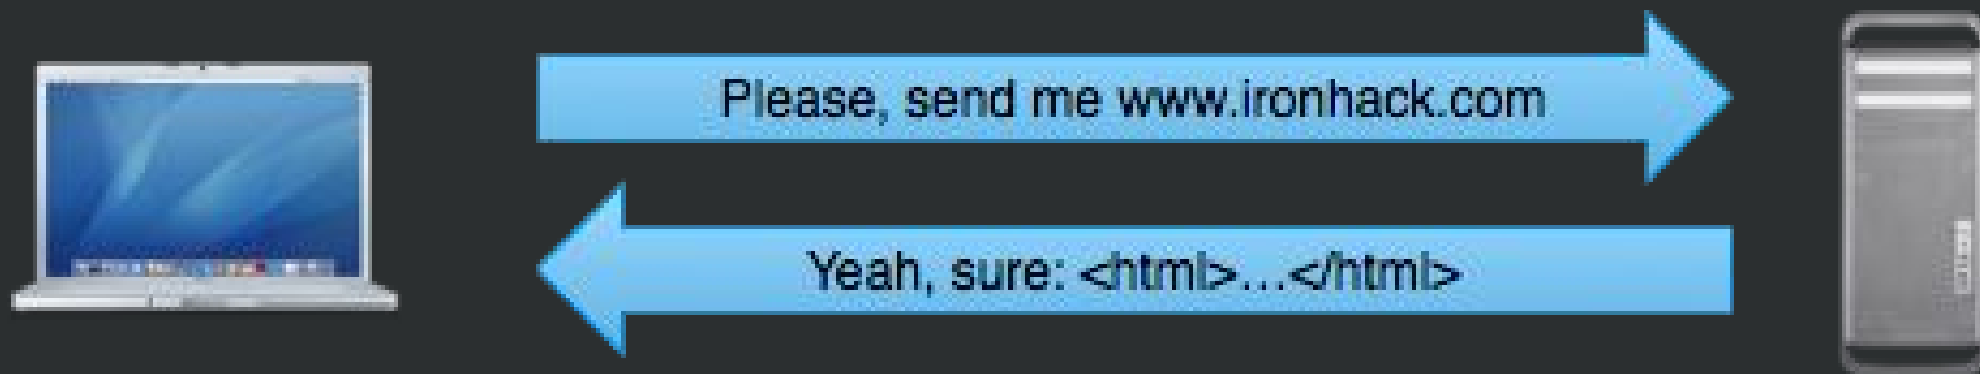 Please, send me www.ironhack.com
Yeah, sure: <html>...</html>